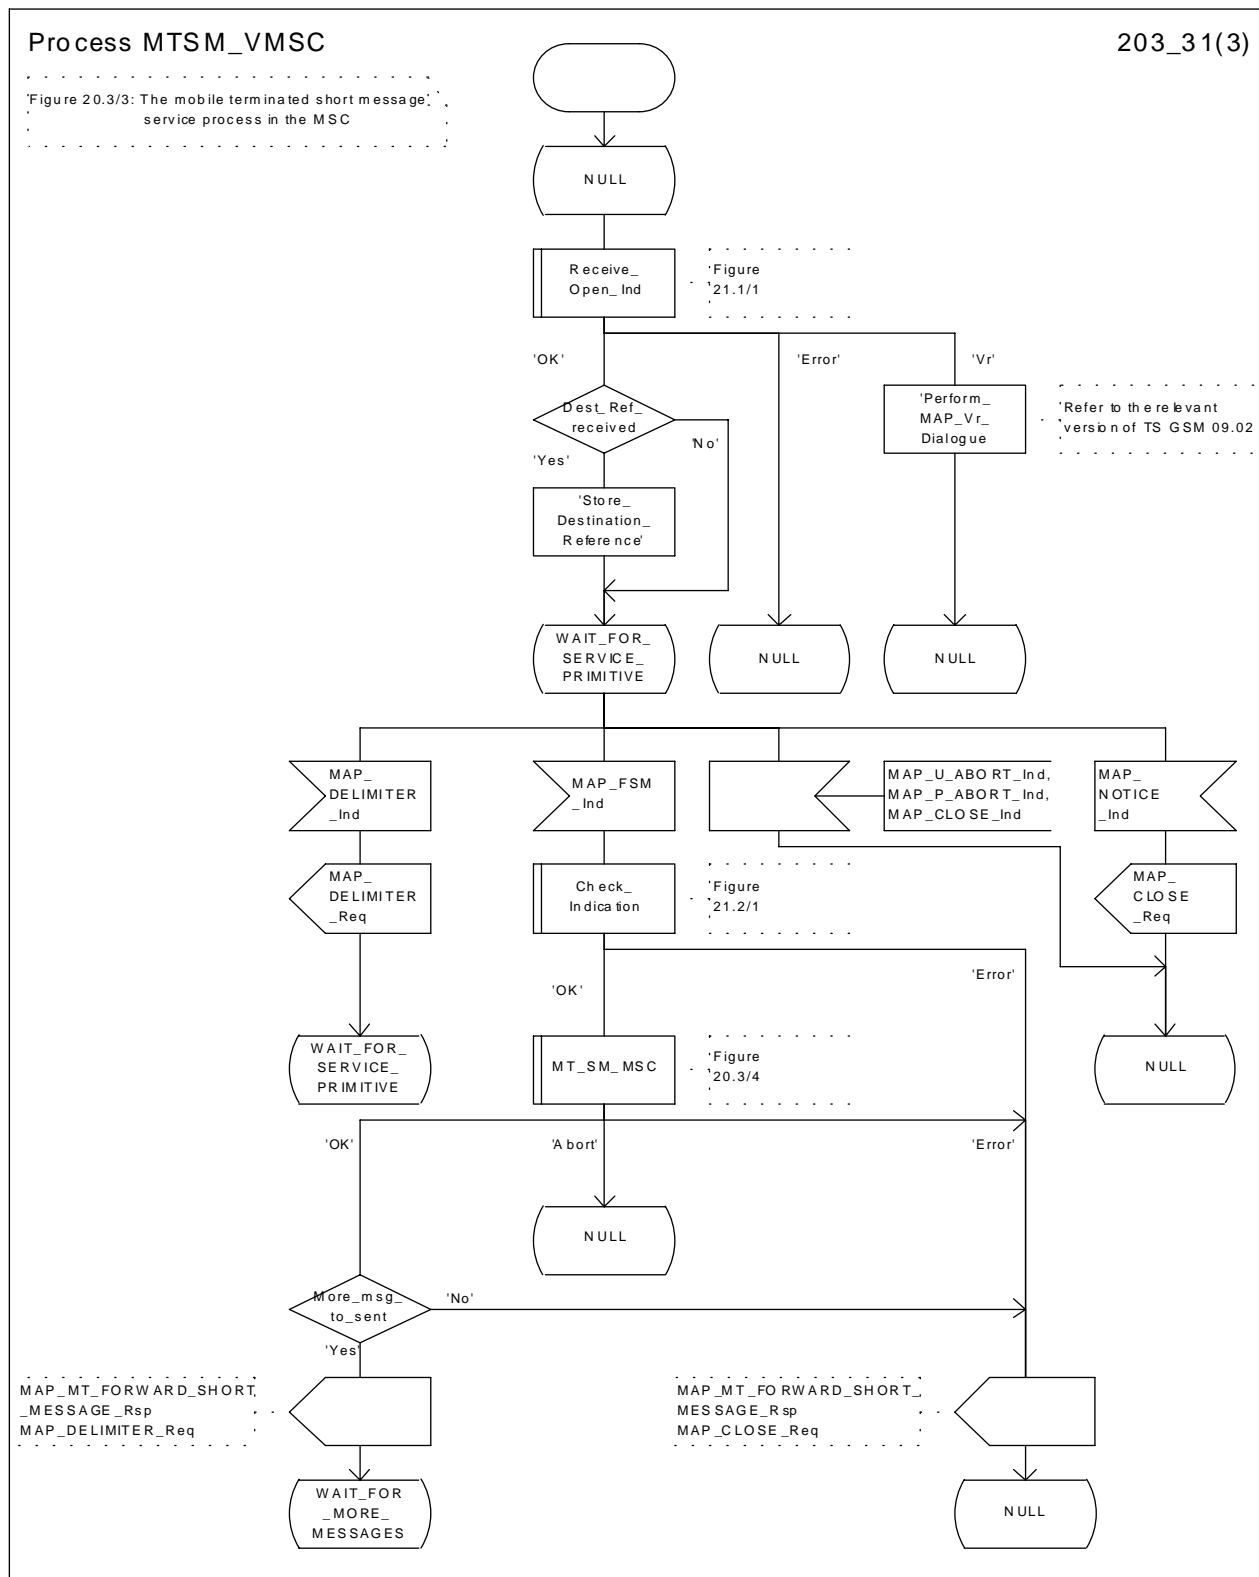 Process MTSM_VMSC
203_31(3)
Figure 20.3/3: The mobile terminated short message
service process in the MSC
NULL
Receive_
Open_Ind
Figure
21.1/1
'OK'
'Error'
'Vr'
Dest_Ref_
received
'No'
'Yes'
'Perform_
MAP_Vr_
Dialogue
Refer to the relevant
version of TS GSM 09.02
'Store_
Destination_
Reference'
WAIT_FOR_
SERVICE_
PRIMITIVE
NULL
NULL
MAP_
DELIMITER
_Ind
MAP_FSM
_Ind
MAP_U_ABORT_Ind,
MAP_P_ABORT_Ind,
MAP_CLOSE_Ind
MAP_
NOTICE
_Ind
MAP_
DELIMITER
_Req
Check_
Indication
Figure
21.2/1
MAP_
CLOSE
_Req
'OK'
'Error'
WAIT_FOR_
SERVICE_
PRIMITIVE
MT_SM_MSC
Figure
20.3/4
NULL
'OK'
'Abort'
'Error'
NULL
More_msg_
to_sent
'No'
'Yes'
MAP_MT_FORWARD_SHORT
_MESSAGE_Rsp
MAP_DELIMITER_Req
MAP_MT_FORWARD_SHORT_
MESSAGE_Rsp
MAP_CLOSE_Req
WAIT_FOR
_MORE_
MESSAGES
NULL